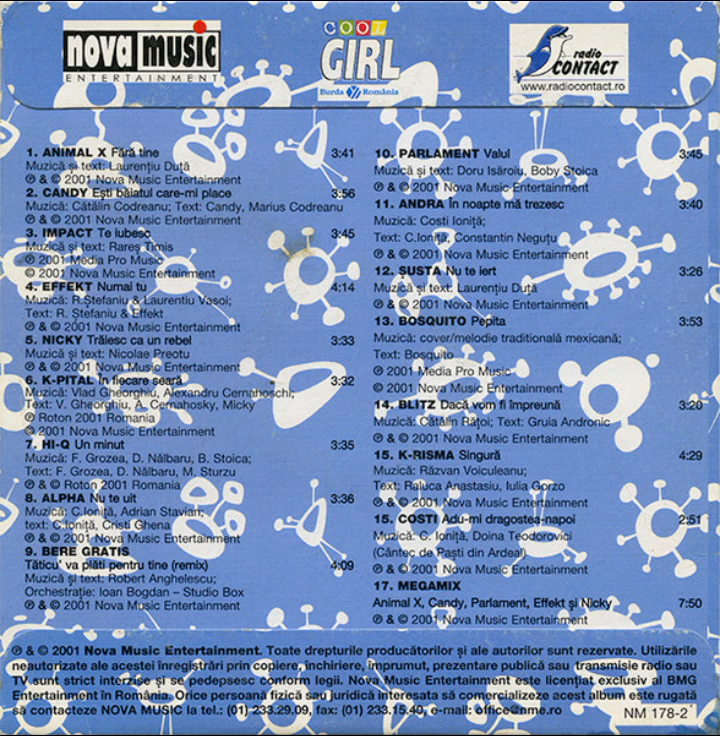 nova music
ENTERTAINMENT
COOL
GIRL
Burda România
radio
CONTACT
www.radiocontact.ro
1. ANIMAL X Fără tine 3:41
Muzică și text: Laurențiu Duță
℗ & © 2001 Nova Music Entertainment
2. CANDY Ești băiatul care-mi place 3:56
Muzică: Cătălin Codreanu; Text: Candy, Marius Codreanu
℗ & © 2001 Nova Music Entertainment
3. IMPACT Te iubesc 3:45
Muzică și text: Rareș Timis
℗ 2001 Media Pro Music
© 2001 Nova Music Entertainment
4. EFFEKT Numai tu 4:14
Muzică: R.Ștefaniu & Laurentiu Vasoi;
Text: R. Ștefaniu & Effekt
℗ & © 2001 Nova Music Entertainment
5. NICKY Trăiesc ca un rebel 3:33
Muzică și text: Nicolae Preotu
℗ & © 2001 Nova Music Entertainment
6. K-PITAL În fiecare seară 3:32
Muzică: Vlad Gheorghiu, Alexandru Cernahoschi;
Text: V. Gheorghiu, A. Cernahosky, Micky
℗ Roton 2001 Romania
© 2001 Nova Music Entertainment
7. HI-Q Un minut 3:35
Muzică: F. Grozea, D. Nălbaru, B. Stoica;
Text: F. Grozea, D. Nălbaru, M. Sturzu
℗ & © Roton 2001 Romania
8. ALPHA Nu te uit 3:36
Muzică: C.Ioniță, Adrian Stavian;
text: C.Ioniță, Cristi Ghena
℗ & © 2001 Nova Music Entertainment
9. BERE GRATIS
Tăticu' va plăti pentru tine (remix) 4:09
Muzică și text: Robert Anghelescu;
Orchestrație: Ioan Bogdan – Studio Box
℗ & © 2001 Nova Music Entertainment
10. PARLAMENT Valul 3:45
Muzică și text: Doru Isăroiu, Boby Stoica
℗ & © 2001 Nova Music Entertainment
11. ANDRA În noapte mă trezesc 3:40
Muzică: Costi Ioniță;
Text: C.Ioniță, Constantin Neguțu
℗ & © 2001 Nova Music Entertainment
12. SUSTA Nu te iert 3:26
Muzică și text: Laurențiu Duță
℗ & © 2001 Nova Music Entertainment
13. BOSQUITO Pepita 3:53
Muzică: cover/melodie traditională mexicană;
Text: Bosquito
℗ 2001 Media Pro Music
© 2001 Nova Music Entertainment
14. BLITZ Dacă vom fi împreună 3:20
Muzică: Cătălin Rățoi; Text: Gruia Andronic
℗ & © 2001 Nova Music Entertainment
15. K-RISMA Singură 4:29
Muzică: Răzvan Voiculeanu;
Text: Raluca Anastasiu, Iulia Gorzo
℗ & © 2001 Nova Music Entertainment
15. COSTI Adu-mi dragostea-napoi 2:51
Muzică: C. Ioniță, Doina Teodorovici
(Cântec de Paști din Ardeal)
℗ & © 2001 Nova Music Entertainment
17. MEGAMIX
Animal X, Candy, Parlament, Effekt și Nicky 7:50
℗ & © 2001 Nova Music Entertainment
℗ & © 2001 Nova Music Entertainment. Toate drepturile producătorilor și ale autorilor sunt rezervate. Utilizările
neautorizate ale acestei înregistrări prin copiere, închiriere, împrumut, prezentare publică sau transmisie radio sau
TV sunt strict interzise și se pedepsesc conform legii. Nova Music Entertainment este licențiat exclusiv al BMG
Entertainment în România. Orice persoană fizică sau juridică interesata să comercializeze acest album este rugată
să contacteze NOVA MUSIC la tel.: (01) 233.29.09, fax: (01) 233.15.40, e-mail: office@nme.ro)
NM 178-2